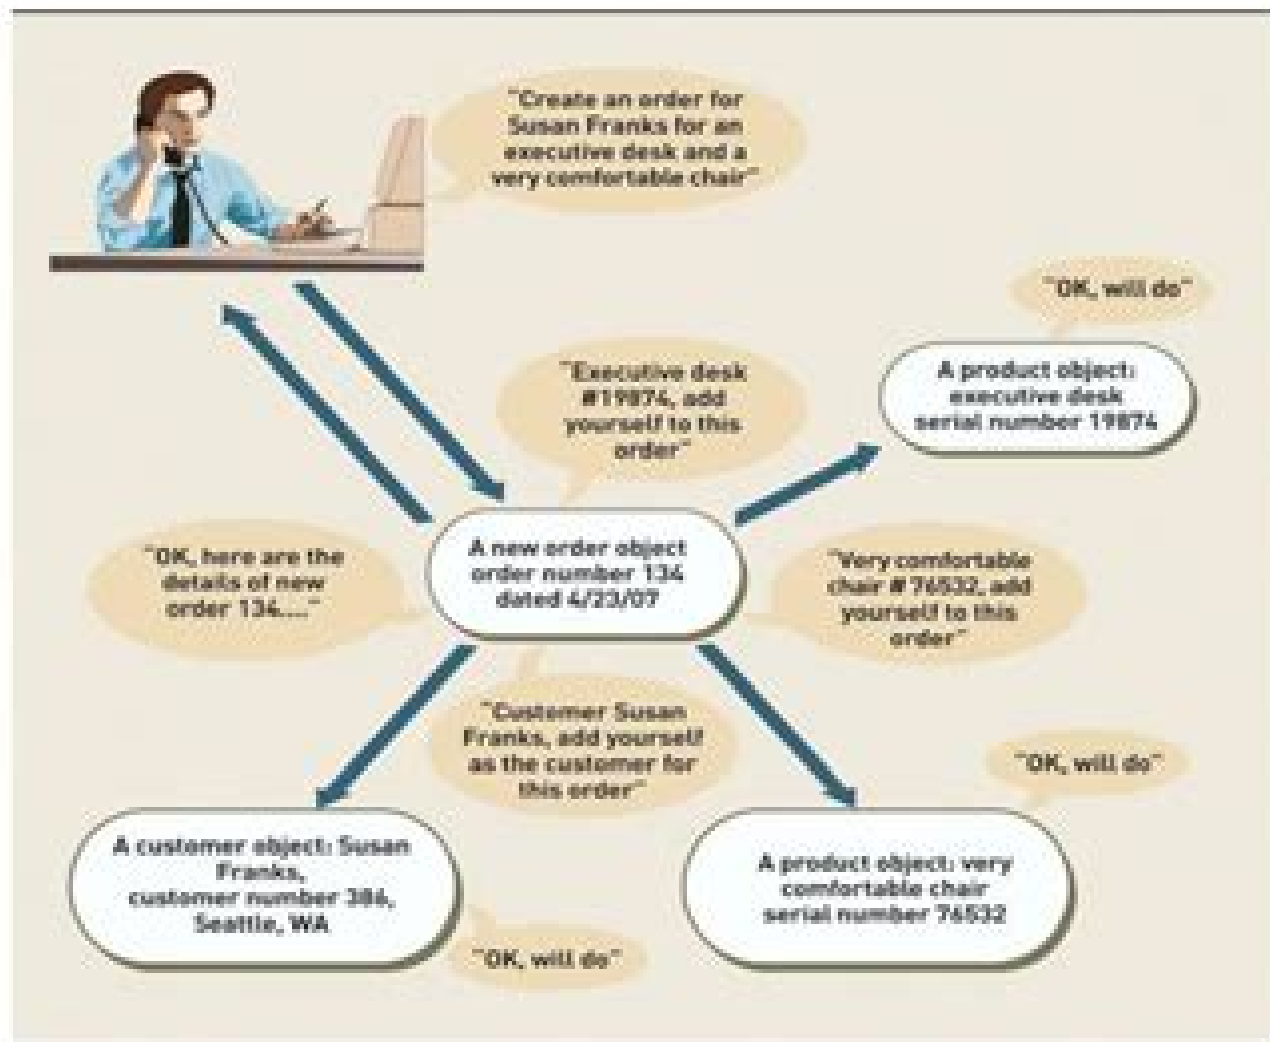 "Create an order for
Susan Franks for an
executive desk and a
very comfortable chair"
"OK, will do"
"Executive desk
#19874, add
yourself to this
order"
A product object:
executive desk
serial number 19874
"OK, here are the
details of new
order 134...."
A new order object
order number 134
dated 4/23/07
"Very comfortable
chair # 76532, add
yourself to this
order"
"Customer Susan
Franks, add yourself
as the customer for
this order"
"OK, will do"
A customer object: Susan
Franks,
customer number 386,
Seattle, WA
A product object: very
comfortable chair
serial number 76532
"OK, will do"